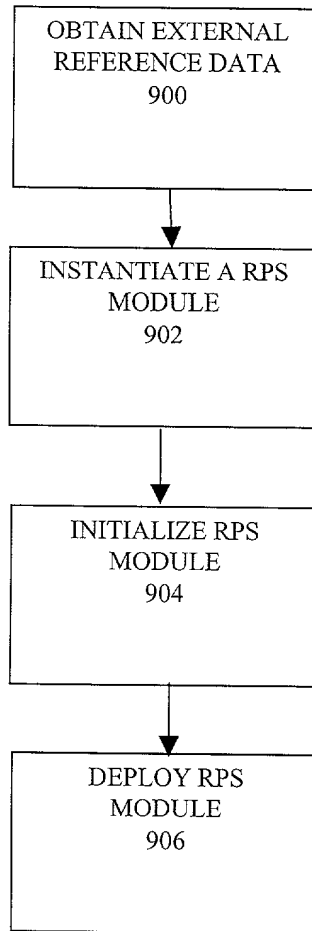 OBTAIN EXTERNAL
REFERENCE DATA
900
INSTANTIATE A RPS
MODULE
902
INITIALIZE RPS
MODULE
904
DEPLOY RPS
MODULE
906